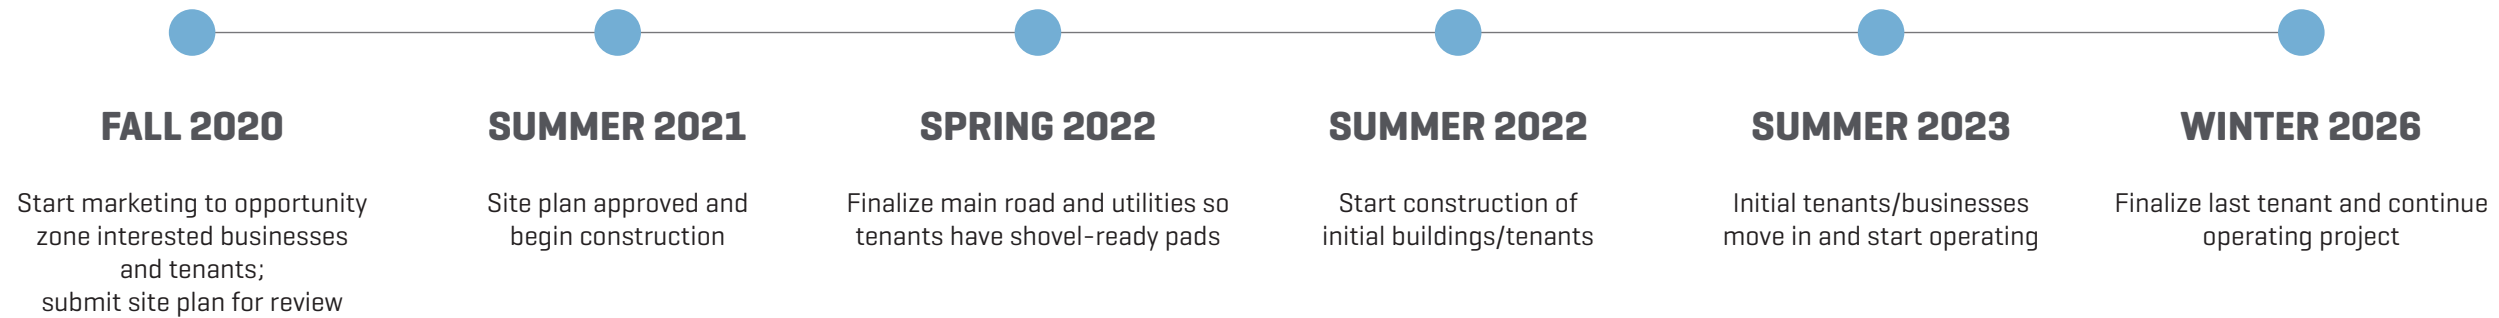 FALL 2020
Start marketing to opportunity
zone interested businesses
and tenants;
submit site plan for review
SUMMER 2021
Site plan approved and
begin construction
SPRING 2022
Finalize main road and utilities so
tenants have shovel-ready pads
SUMMER 2022
Start construction of
initial buildings/tenants
SUMMER 2023
Initial tenants/businesses
move in and start operating
WINTER 2026
Finalize last tenant and continue
operating project